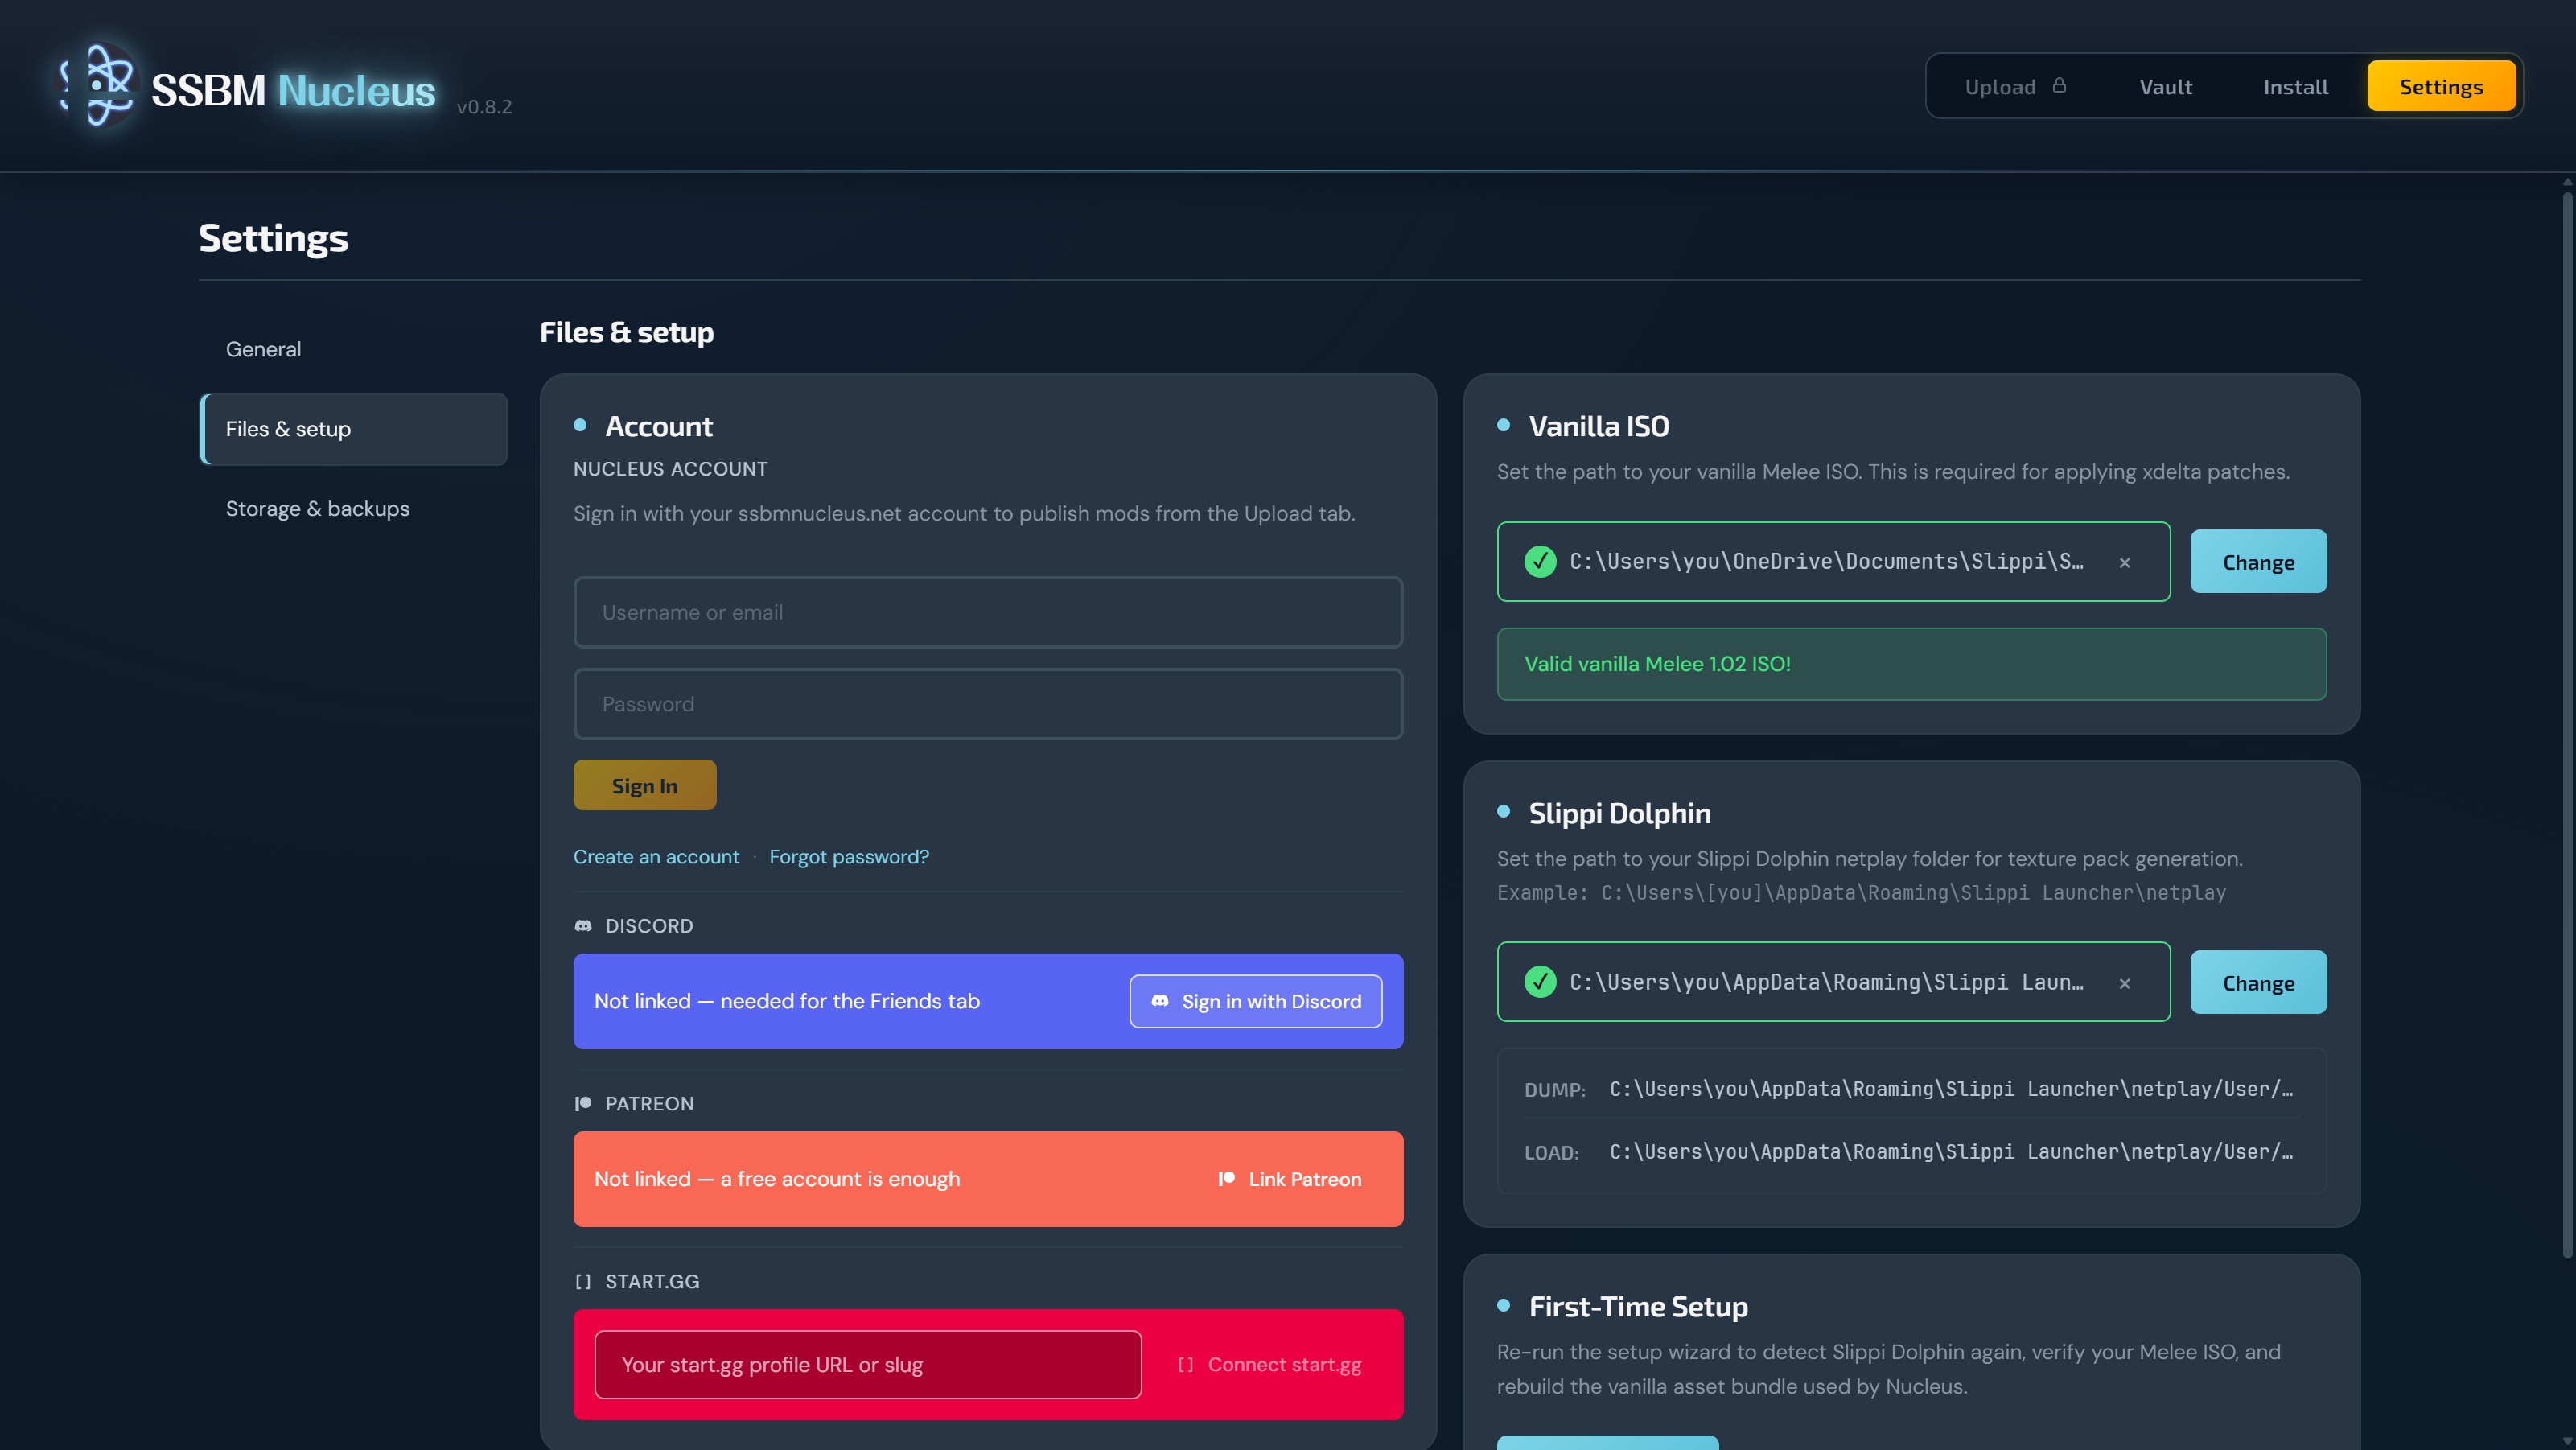 SSBM Nucleus v0.8.2
Upload
Vault
Install
Settings
Settings
General
Files & setup
Storage & backups
Files & setup
Account
NUCLEUS ACCOUNT
Sign in with your ssbmnucleus.net account to publish mods from the Upload tab.
Username or email
Password
Sign In
Create an account · Forgot password?
DISCORD
Not linked — needed for the Friends tab
Sign in with Discord
PATREON
Not linked — a free account is enough
Link Patreon
START.GG
Your start.gg profile URL or slug
Connect start.gg
Vanilla ISO
Set the path to your vanilla Melee ISO. This is required for applying xdelta patches.
C:\Users\you\OneDrive\Documents\Slippi\S…
×
Change
Valid vanilla Melee 1.02 ISO!
Slippi Dolphin
Set the path to your Slippi Dolphin netplay folder for texture pack generation.
Example: C:\Users\[you]\AppData\Roaming\Slippi Launcher\netplay
C:\Users\you\AppData\Roaming\Slippi Laun…
×
Change
DUMP: C:\Users\you\AppData\Roaming\Slippi Launcher\netplay/User/…
LOAD: C:\Users\you\AppData\Roaming\Slippi Launcher\netplay/User/…
First-Time Setup
Re-run the setup wizard to detect Slippi Dolphin again, verify your Melee ISO, and
rebuild the vanilla asset bundle used by Nucleus.